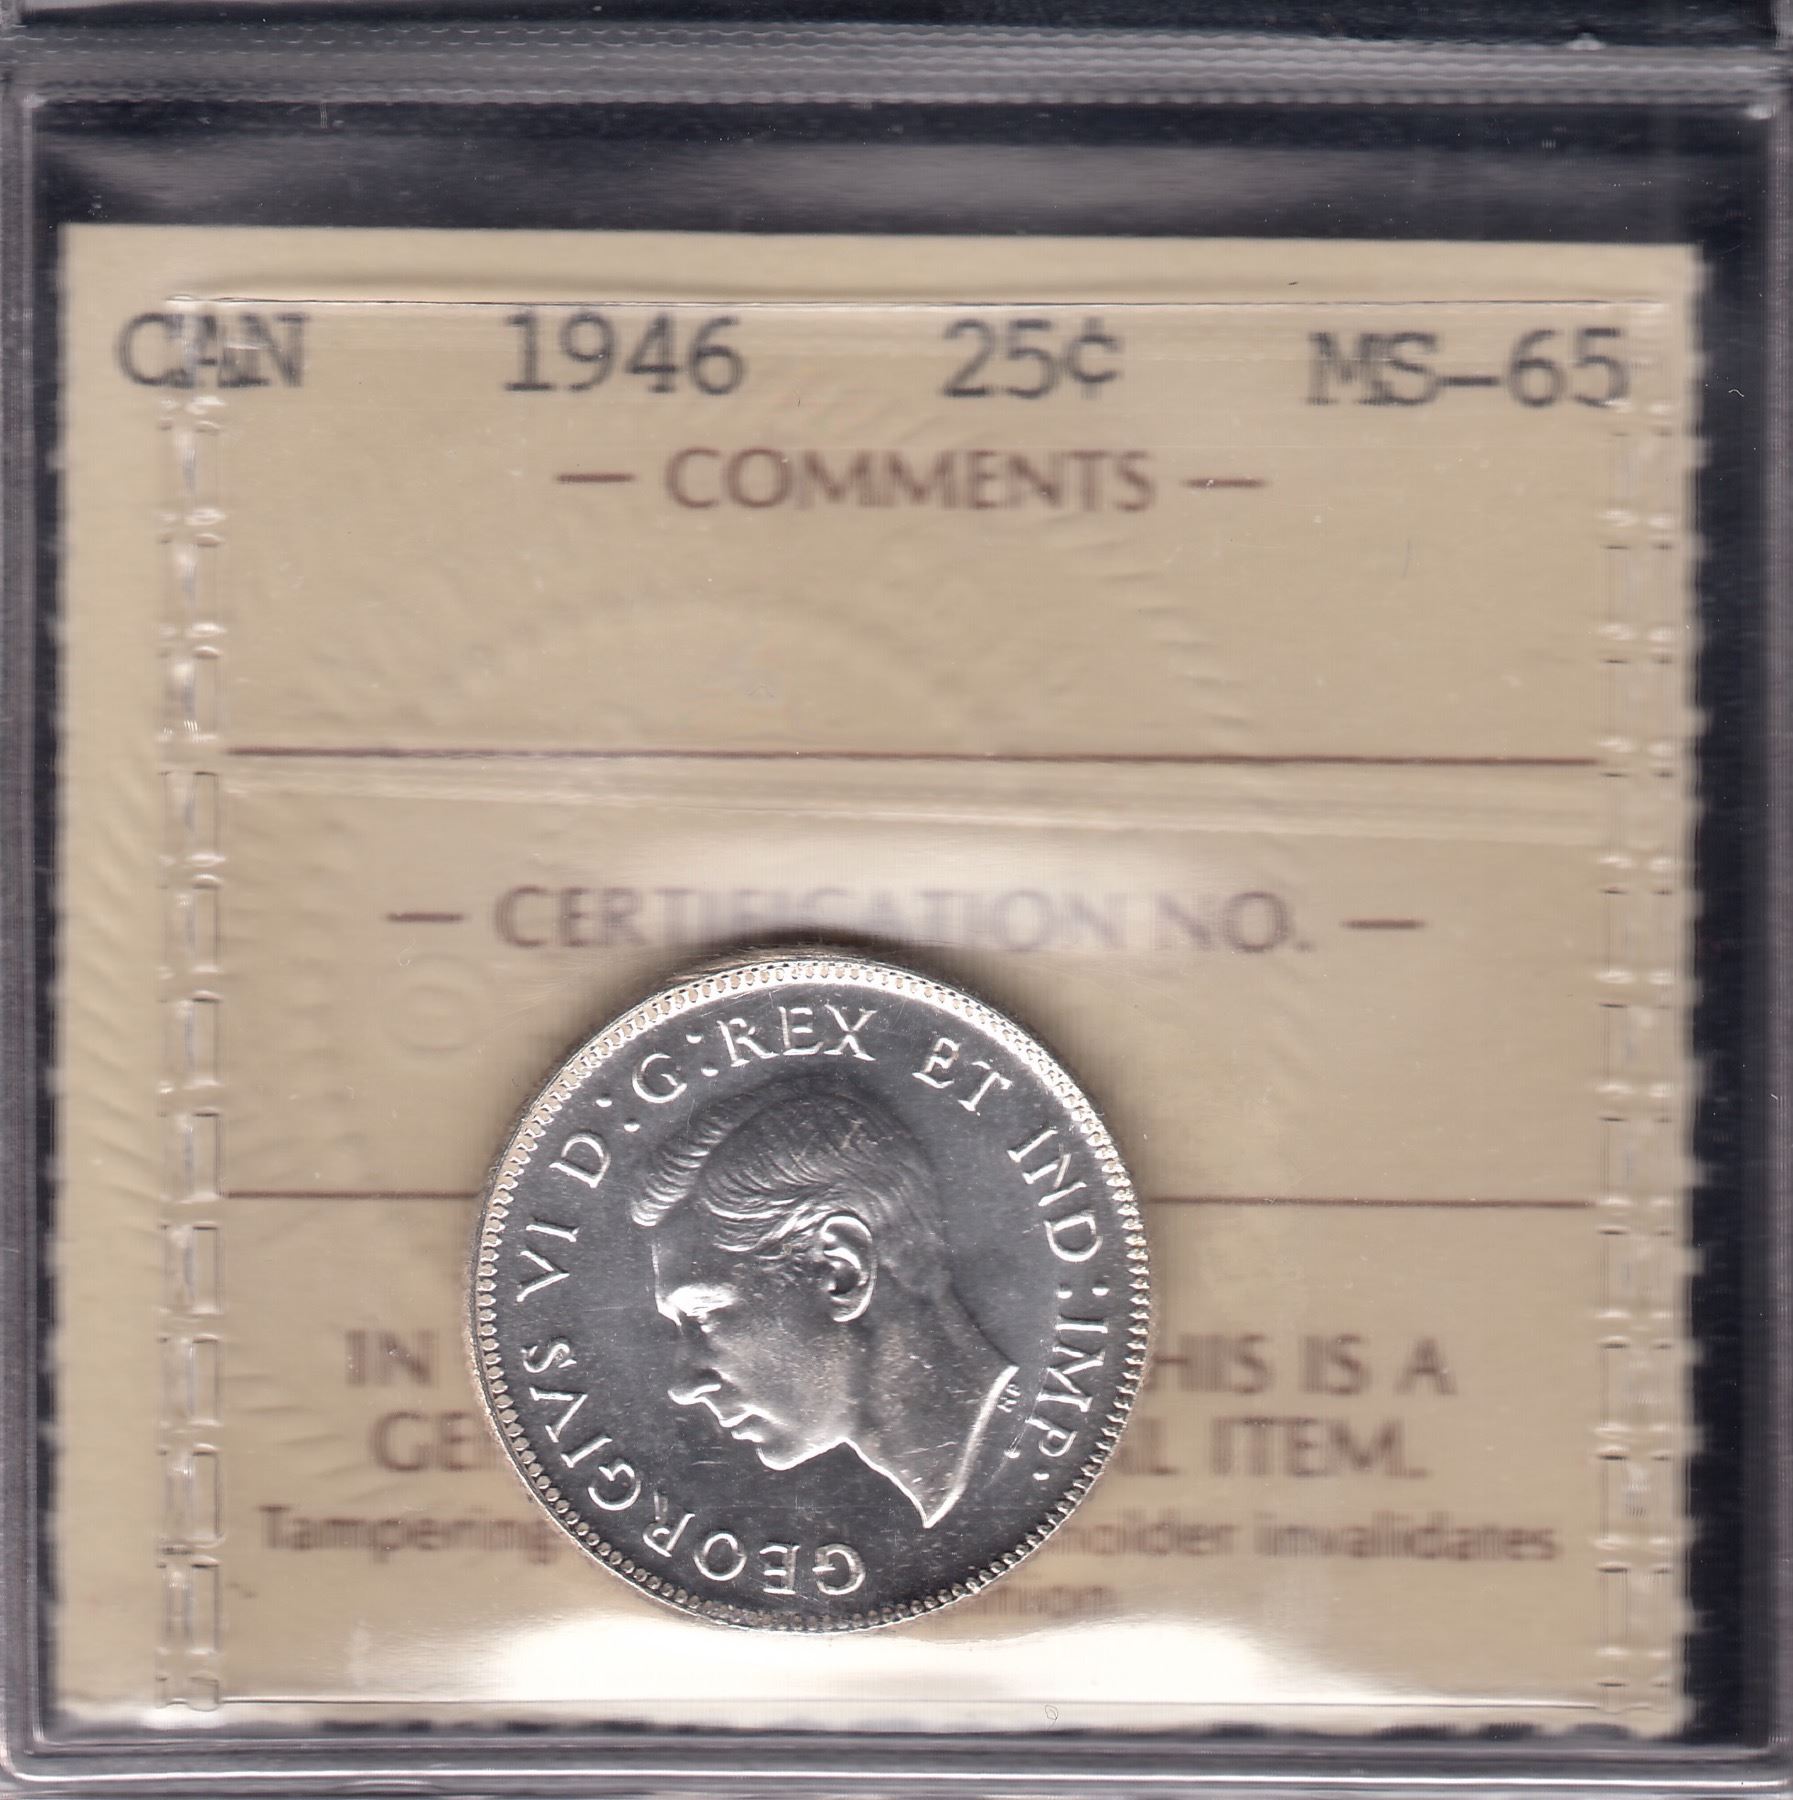 CAN 1946 25¢ MS-65
— COMMENTS —
— CERTIFICATION NO. —
GEORGIVS VI D:G:REX ET IND:IMP:
HP
IN HIS IS A
GE L ITEM.
Tampering holder invalidates